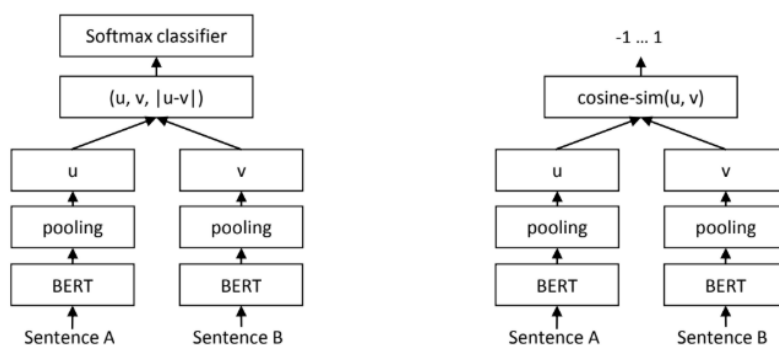 Softmax classifier
(u, v, |u-v|)
u
v
pooling
pooling
BERT
BERT
Sentence A
Sentence B
-1 … 1
cosine-sim(u, v)
u
v
pooling
pooling
BERT
BERT
Sentence A
Sentence B